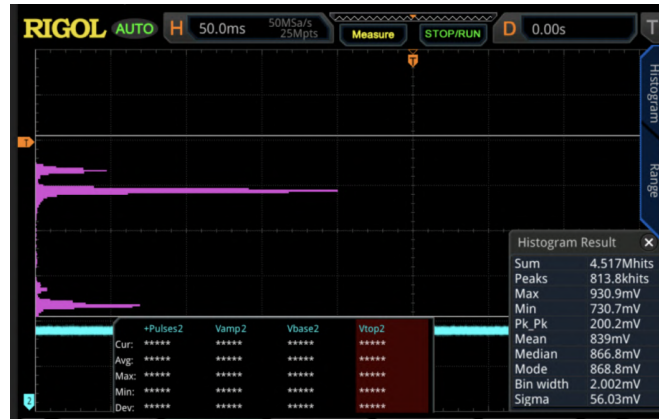 RIGOL AUTO H 50.0ms 50MSa/s 25Mpts Measure STOP/RUN D 0.00s T
T
T
Histogram
Range
Histogram Result X
Sum 4.517Mhits
Peaks 813.8khits
Max 930.9mV
Min 730.7mV
Pk_Pk 200.2mV
Mean 839mV
Median 866.8mV
Mode 868.8mV
Bin width 2.002mV
Sigma 56.03mV
+Pulses2 Vamp2 Vbase2 Vtop2
Cur: ***** ***** ***** *****
Avg: ***** ***** ***** *****
Max: ***** ***** ***** *****
Min: ***** ***** ***** *****
Dev: ***** ***** ***** *****
2